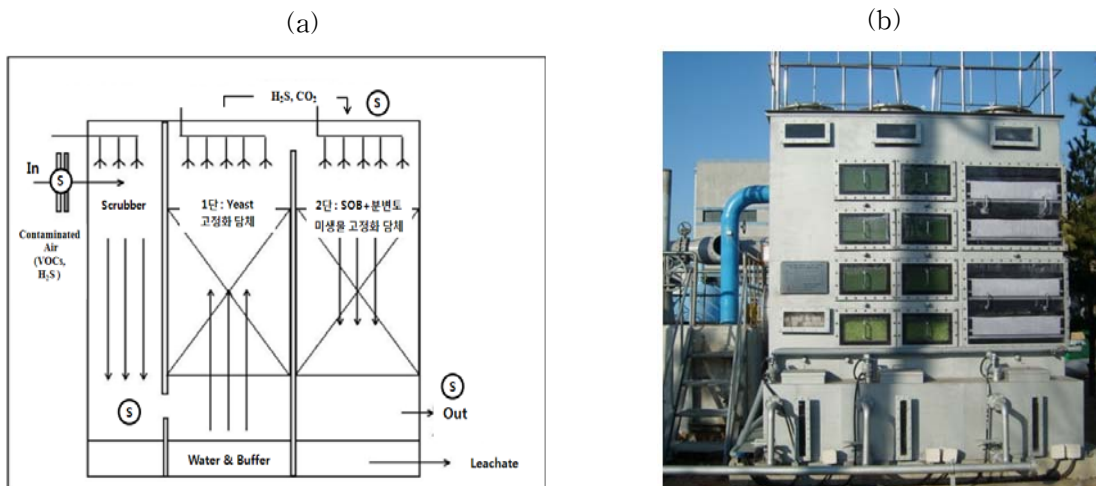 (a)
(b)
H₂S, CO₂
S
In
S
Scrubber
1단 : Yeast
고정화 담체
2단 : SOB+분변토
미생물 고정화 담체
Contaminated
Air
(VOCs,
H₂S )
S
S
Out
Water & Buffer
Leachate